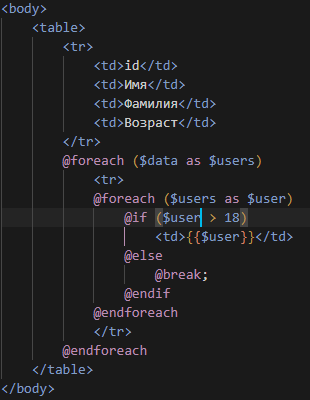 <body>
    <table>
        <tr>
            <td>id</td>
            <td>Имя</td>
            <td>Фамилия</td>
            <td>Возраст</td>
        </tr>
        @foreach ($data as $users)
            <tr>
            @foreach ($users as $user)
                @if ($user > 18)
                    <td>{{$user}}</td>
                @else
                    @break;
                @endif
            @endforeach
            </tr>
        @endforeach
    </table>
</body>